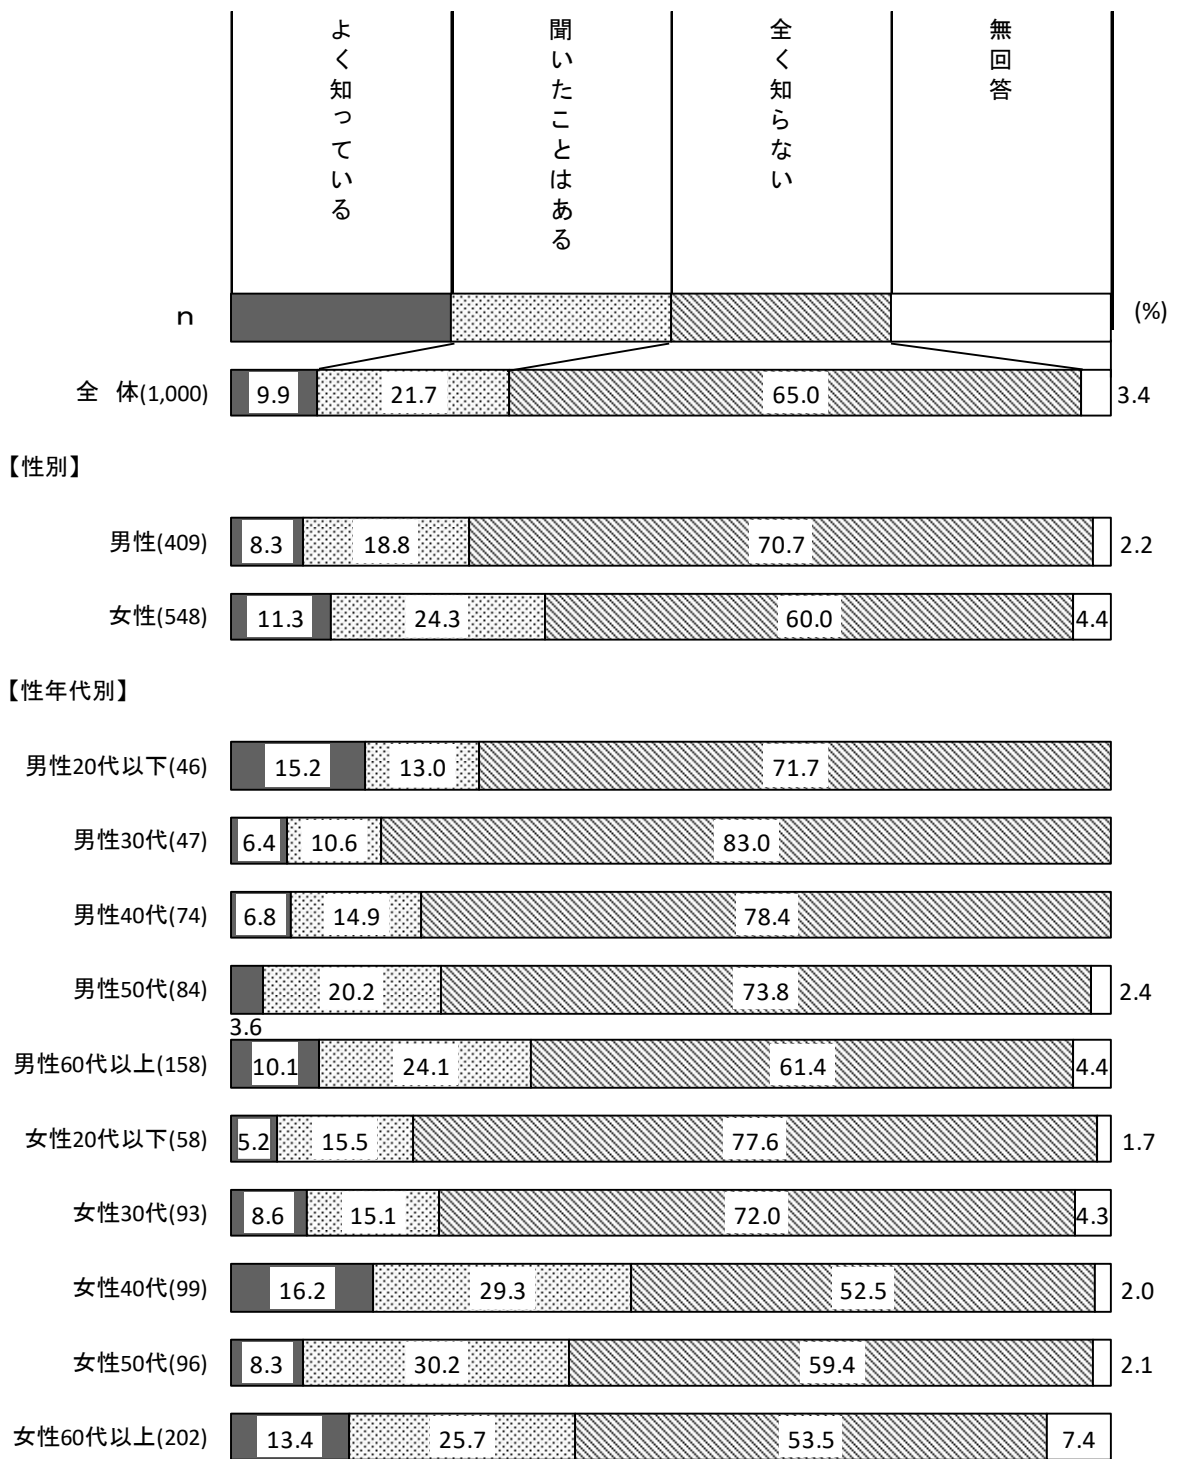 よく知っている
聞いたことはある
全く知らない
無回答
n
(%)
全 体(1,000) 9.9 21.7 65.0 3.4
【性別】
男性(409) 8.3 18.8 70.7 2.2
女性(548) 11.3 24.3 60.0 4.4
【性年代別】
男性20代以下(46) 15.2 13.0 71.7
男性30代(47) 6.4 10.6 83.0
男性40代(74) 6.8 14.9 78.4
男性50代(84) 20.2 73.8 2.4
3.6
男性60代以上(158) 10.1 24.1 61.4 4.4
女性20代以下(58) 5.2 15.5 77.6 1.7
女性30代(93) 8.6 15.1 72.0 4.3
女性40代(99) 16.2 29.3 52.5 2.0
女性50代(96) 8.3 30.2 59.4 2.1
女性60代以上(202) 13.4 25.7 53.5 7.4